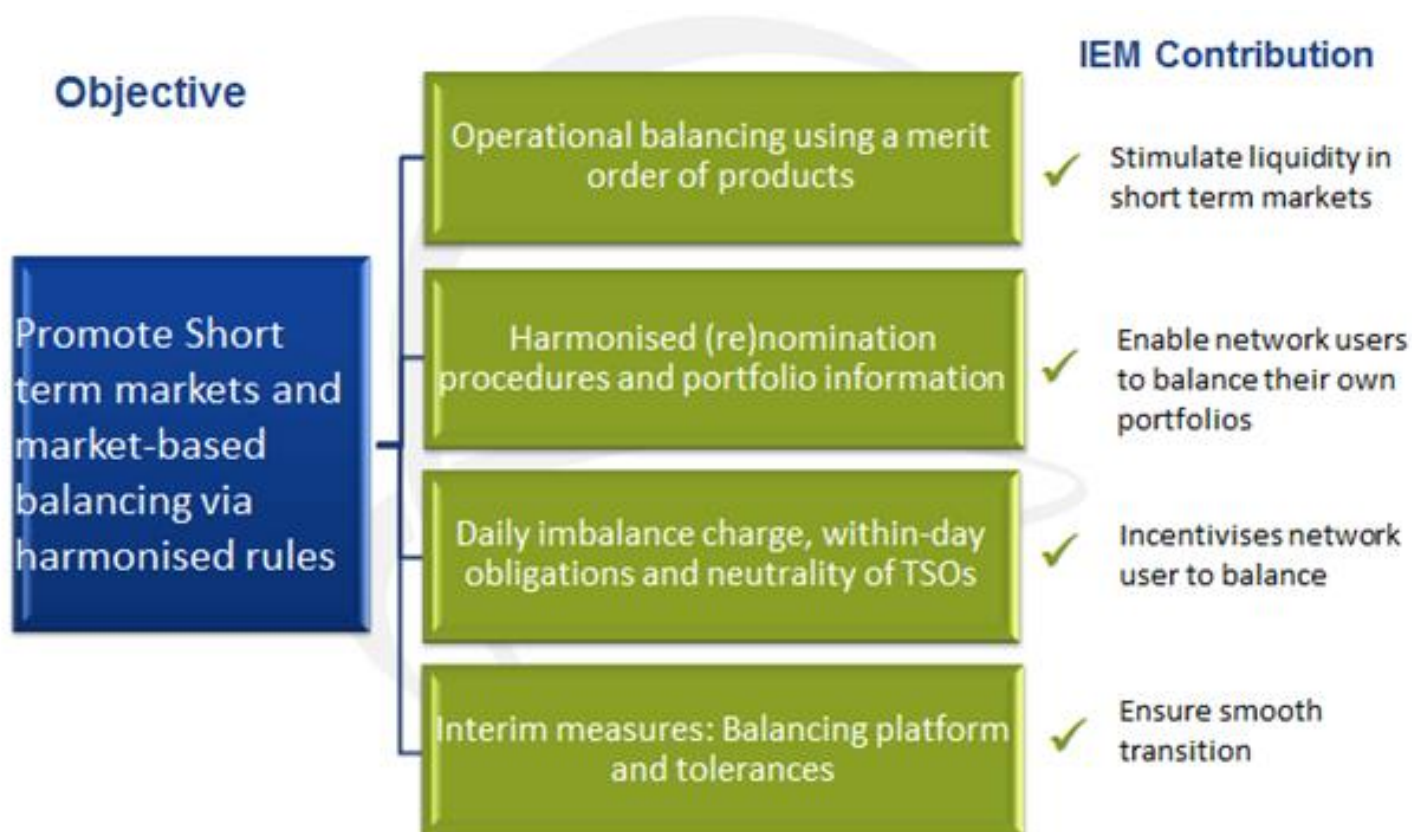 Objective
IEM Contribution
Promote Short
term markets and
market-based
balancing via
harmonised rules
Operational balancing using a merit
order of products
Stimulate liquidity in
short term markets
Harmonised (re)nomination
procedures and portfolio information
Enable network users
to balance their own
portfolios
Daily imbalance charge, within-day
obligations and neutrality of TSOs
Incentivises network
user to balance
Interim measures: Balancing platform
and tolerances
Ensure smooth
transition